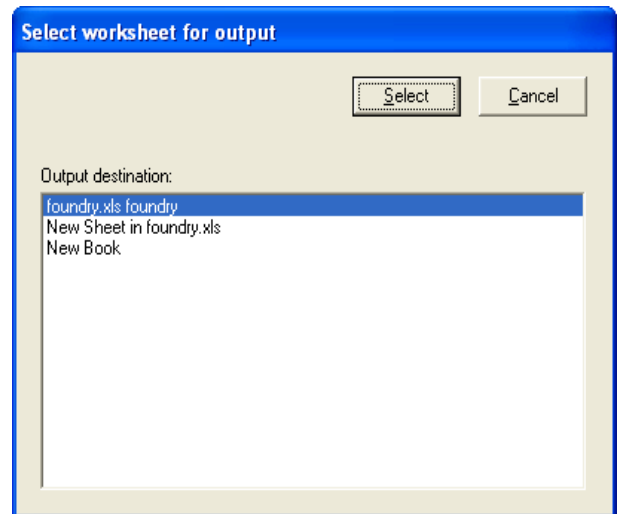 Select worksheet for output
Select Cancel
Output destination:
foundry.xls foundry
New Sheet in foundry.xls
New Book